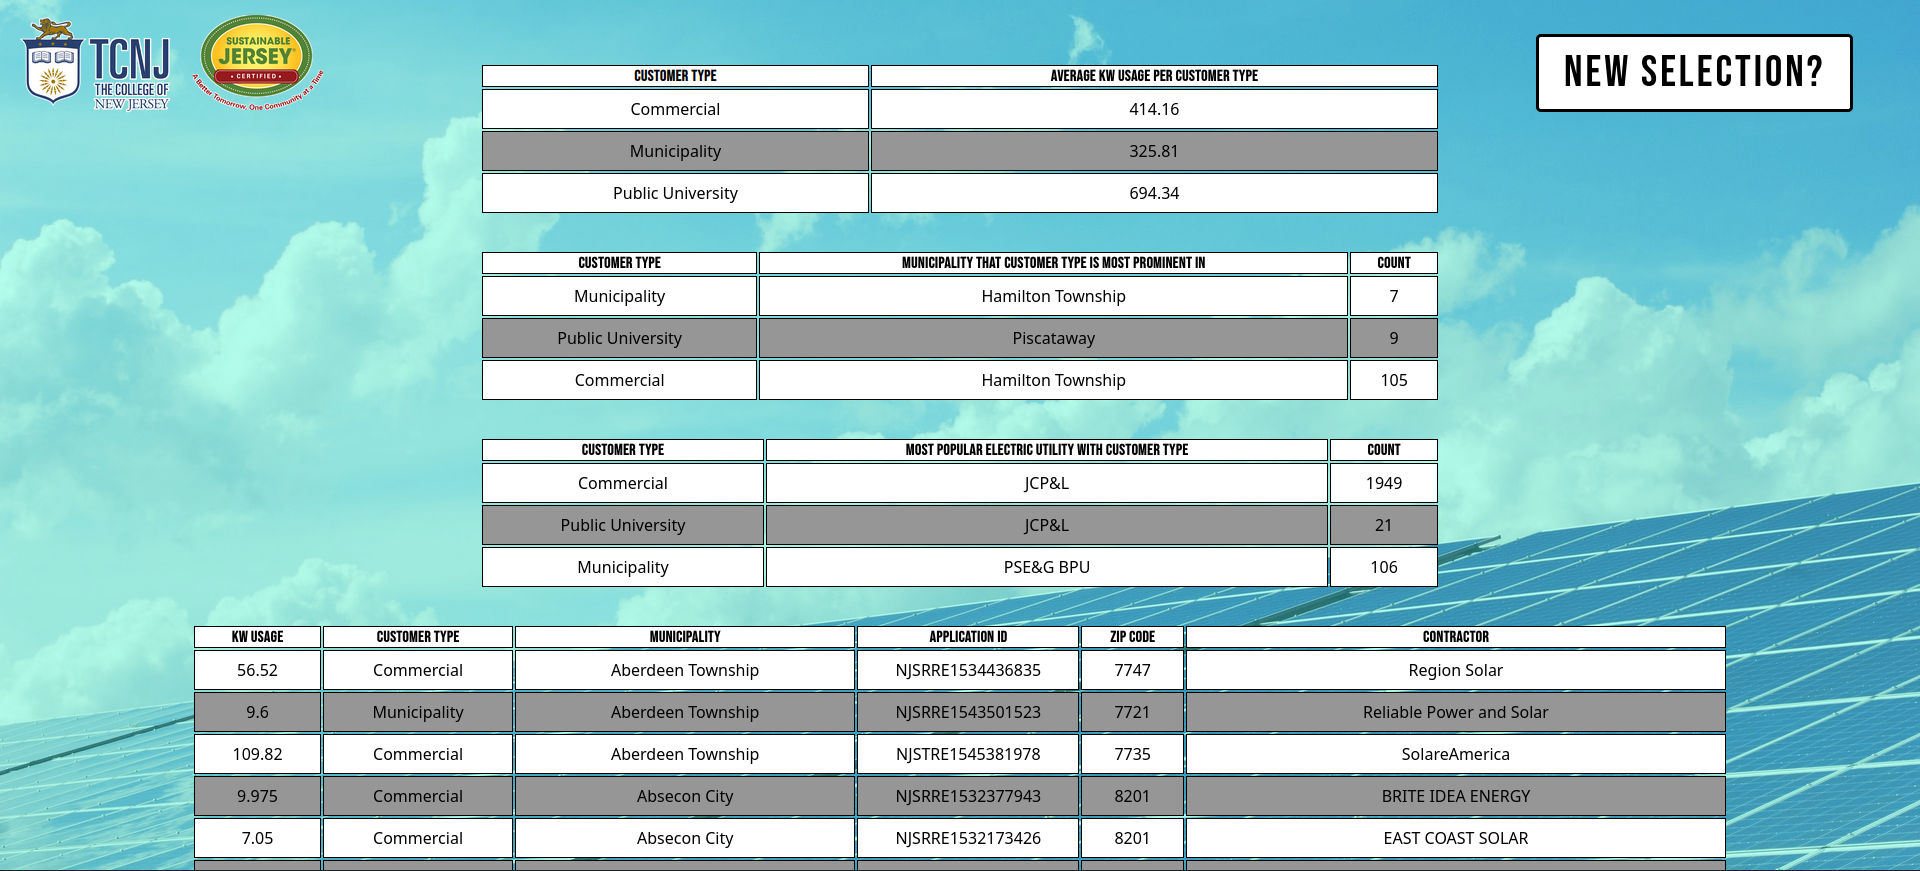 TCNJ
THE COLLEGE OF
NEW JERSEY
SUSTAINABLE
JERSEY
• CERTIFIED •
A Better Tomorrow, One Community at a Time
NEW SELECTION?
CUSTOMER TYPE AVERAGE KW USAGE PER CUSTOMER TYPE
Commercial 414.16
Municipality 325.81
Public University 694.34
CUSTOMER TYPE MUNICIPALITY THAT CUSTOMER TYPE IS MOST PROMINENT IN COUNT
Municipality Hamilton Township 7
Public University Piscataway 9
Commercial Hamilton Township 105
CUSTOMER TYPE MOST POPULAR ELECTRIC UTILITY WITH CUSTOMER TYPE COUNT
Commercial JCP&L 1949
Public University JCP&L 21
Municipality PSE&G BPU 106
KW USAGE CUSTOMER TYPE MUNICIPALITY APPLICATION ID ZIP CODE CONTRACTOR
56.52 Commercial Aberdeen Township NJSRRE1534436835 7747 Region Solar
9.6 Municipality Aberdeen Township NJSRRE1543501523 7721 Reliable Power and Solar
109.82 Commercial Aberdeen Township NJSTRE1545381978 7735 SolareAmerica
9.975 Commercial Absecon City NJSRRE1532377943 8201 BRITE IDEA ENERGY
7.05 Commercial Absecon City NJSRRE1532173426 8201 EAST COAST SOLAR